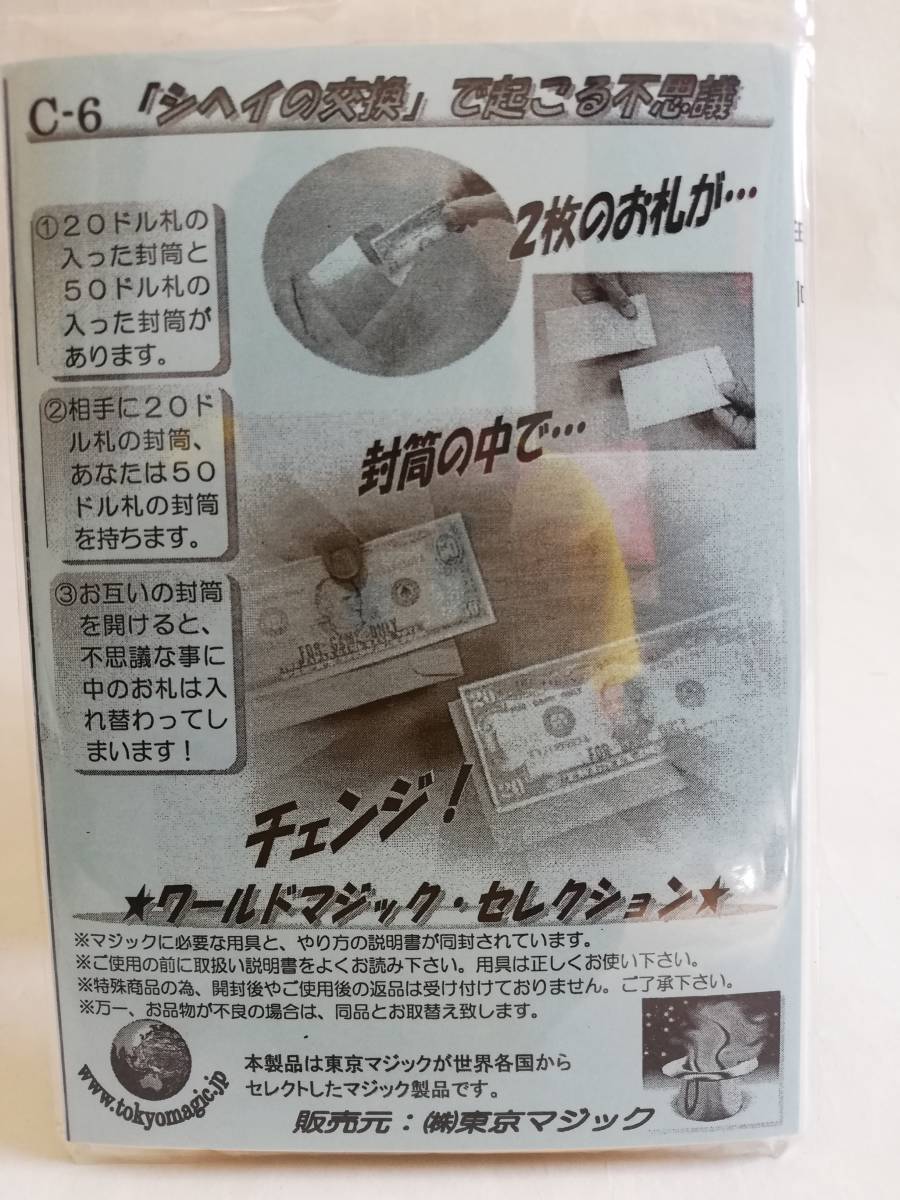 C-6 「シヘイの交換」で起こる不思議
①20ドル札の
入った封筒と
50ドル札の
入った封筒が
あります。
2枚のお札が…
②相手に20ド
ル札の封筒、
あなたは50
ドル札の封筒
を持ちます。
封筒の中で…
③お互いの封筒
を開けると、
不思議な事に
中のお札は入
れ替わってし
まいます！
FOR GAME ONLY
20
20
チェンジ！
★ワールドマジック・セレクション★
※マジックに必要な用具と、やり方の説明書が同封されています。
※ご使用の前に取扱い説明書をよくお読み下さい。用具は正しくお使い下さい。
※特殊商品の為、開封後やご使用後の返品は受け付けておりません。ご了承下さい。
※万一、お品物が不良の場合は、同品とお取替え致します。
www.tokyomagic.jp
本製品は東京マジックが世界各国から
セレクトしたマジック製品です。
販売元：㈱東京マジック